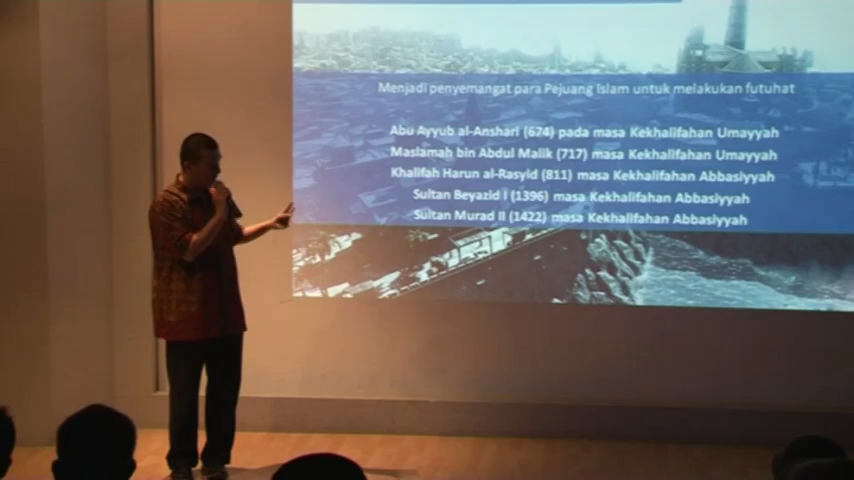 Menjadi penyemangat para Pejuang Islam untuk melakukan futuhat
Abu Ayyub al-Anshari (674) pada masa Kekhalifahan Umayyah
Maslamah bin Abdul Malik (717) masa Kekhalifahan Umayyah
Khalifah Harun al-Rasyid (811) masa Kekhalifahan Abbasiyyah
Sultan Beyazid I (1396) masa Kekhalifahan Abbasiyyah
Sultan Murad II (1422) masa Kekhalifahan Abbasiyyah